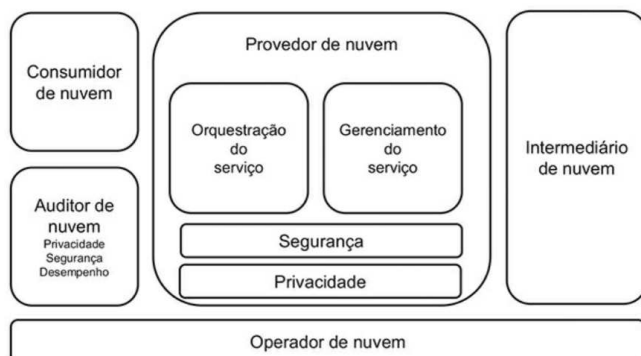 Consumidor
de nuvem
Auditor de
nuvem
Privacidade
Segurança
Desempenho
Provedor de nuvem
Orquestração
do
serviço
Gerenciamento
do
serviço
Segurança
Privacidade
Intermediário
de nuvem
Operador de nuvem